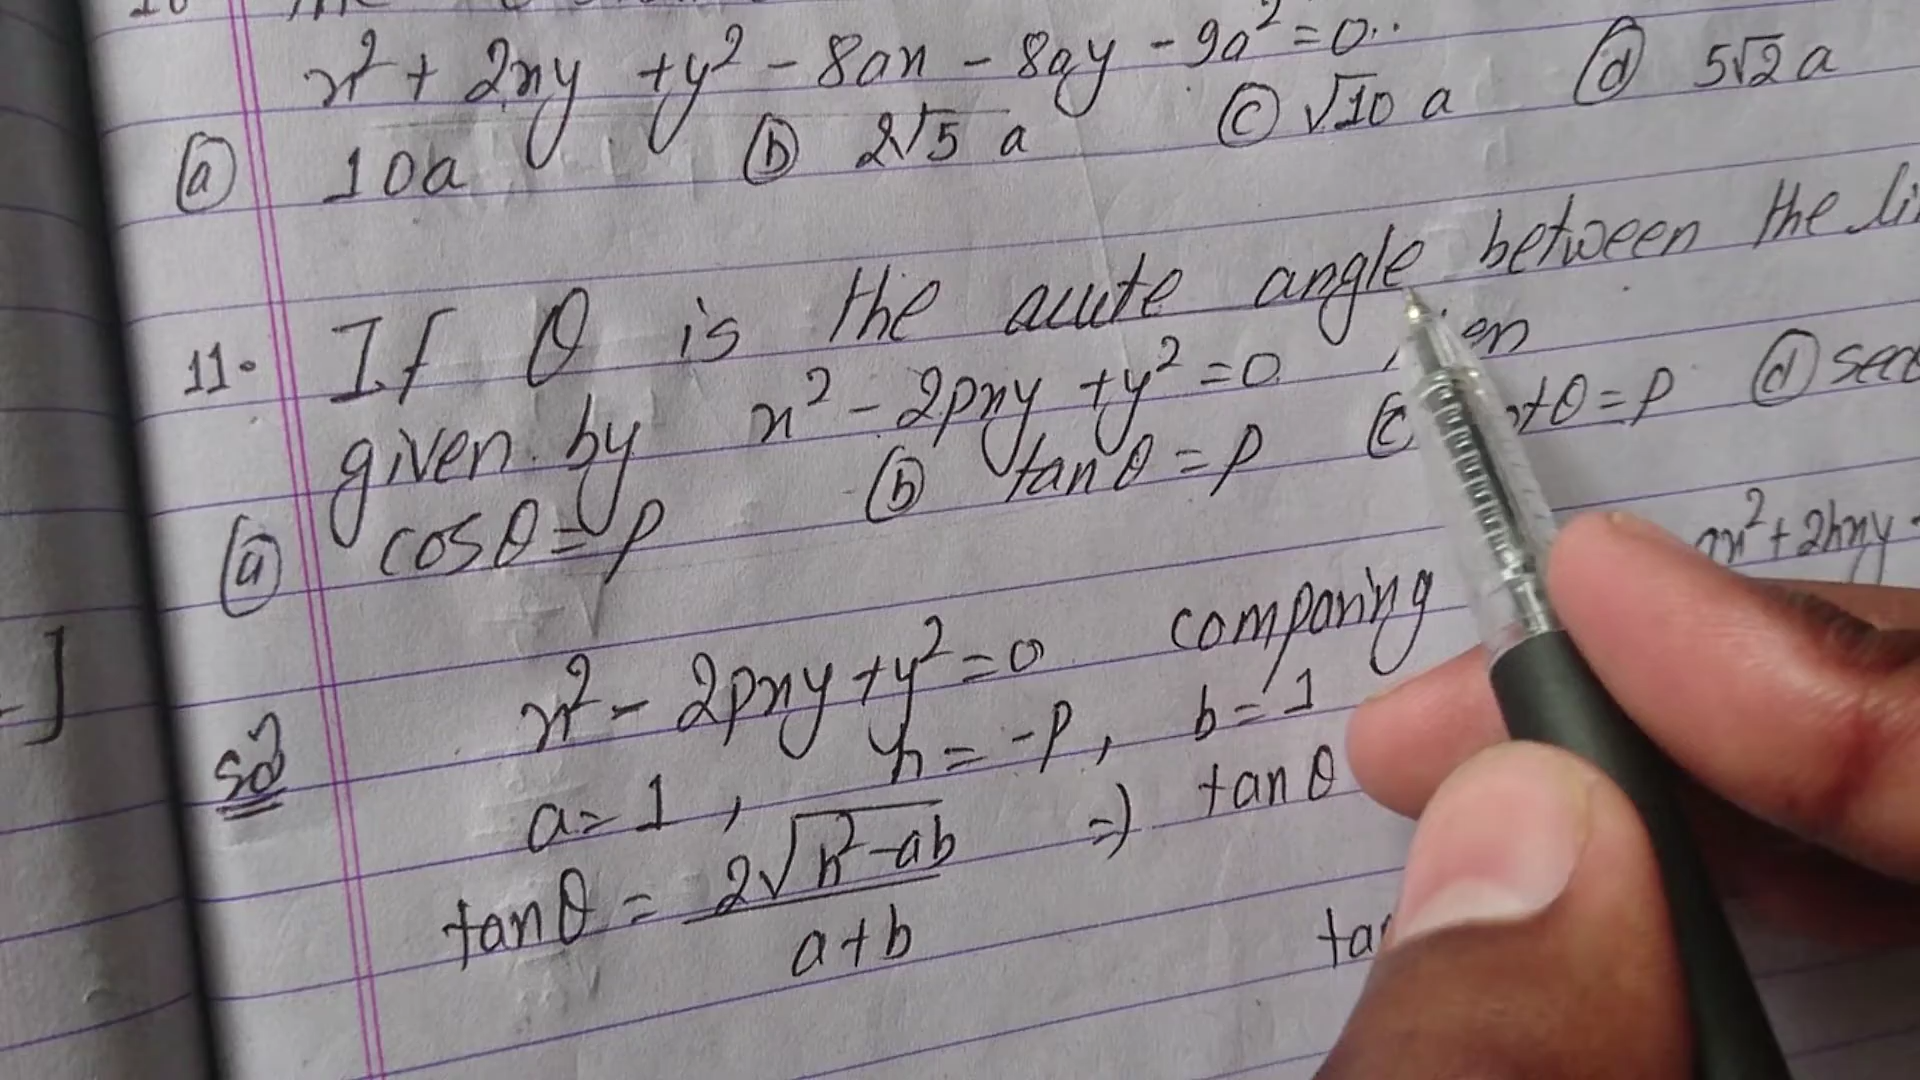 x² + 2xy + y² - 8ax - 8ay - 9a² = 0.
(a) 10a (b) 2√5 a (c) √10 a (d) 5√2 a
11. If θ is the acute angle between the
given by x² - 2pxy + y² = 0
(a) cosθ = p (b) tanθ = p (c) θ = p (d)
x² + 2hxy
Sol x² - 2pxy + y² = 0 comparing
a = 1, h = -p, b = 1
tanθ = 2√h²-ab / a+b => tanθ